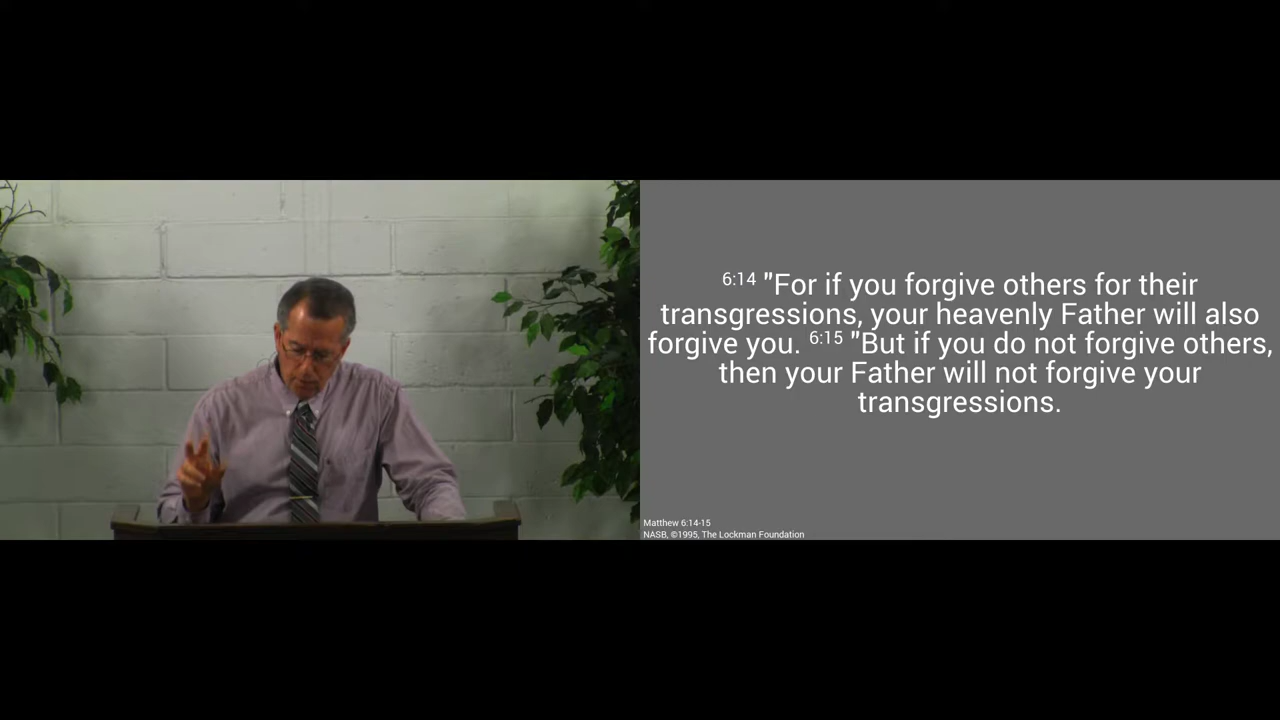 6:14 "For if you forgive others for their
transgressions, your heavenly Father will also
forgive you. 6:15 "But if you do not forgive others,
then your Father will not forgive your
transgressions.
Matthew 6:14-15
NASB, ©1995, The Lockman Foundation